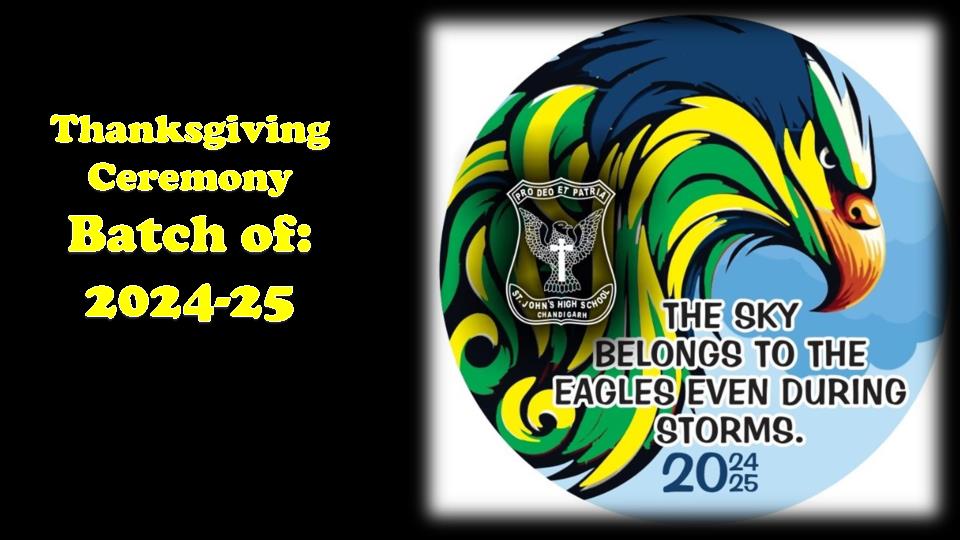 Thanksgiving
Ceremony
Batch of:
2024-25
PRO DEO ET PATRIA
ST. JOHN'S HIGH SCHOOL
CHANDIGARH
THE SKY
BELONGS TO THE
EAGLES EVEN DURING
STORMS.
2024
25